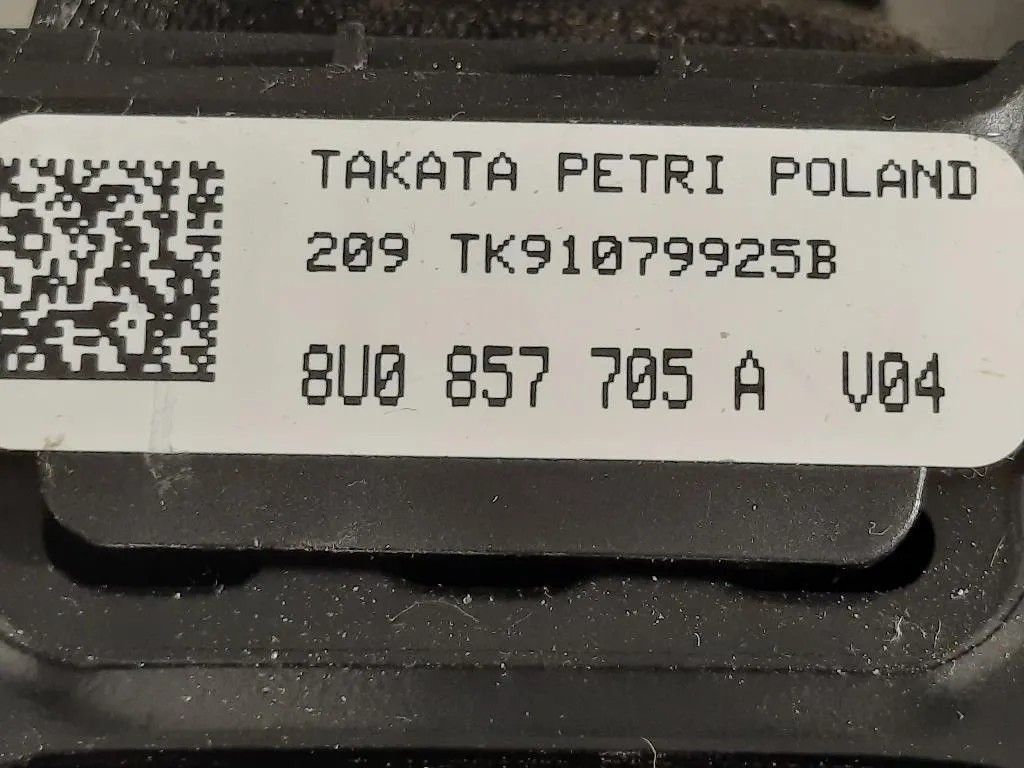 TAKATA PETRI POLAND
209 TK91079925B
8U0 857 705 A V04